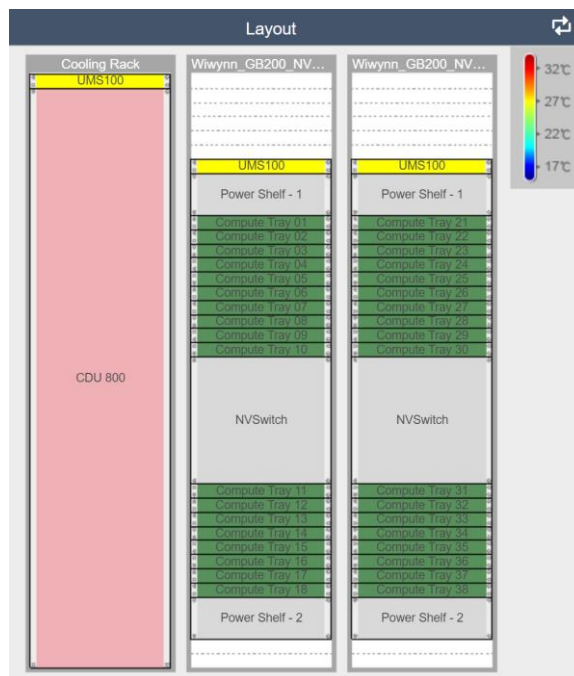 Layout
Cooling Rack
UMS100
CDU 800
Wiwynn_GB200_NV...
UMS100
Power Shelf - 1
Compute Tray 01
Compute Tray 02
Compute Tray 03
Compute Tray 04
Compute Tray 05
Compute Tray 06
Compute Tray 07
Compute Tray 08
Compute Tray 09
Compute Tray 10
NVSwitch
Compute Tray 11
Compute Tray 12
Compute Tray 13
Compute Tray 14
Compute Tray 15
Compute Tray 16
Compute Tray 17
Compute Tray 18
Power Shelf - 2
Wiwynn_GB200_NV...
UMS100
Power Shelf - 1
Compute Tray 21
Compute Tray 22
Compute Tray 23
Compute Tray 24
Compute Tray 25
Compute Tray 26
Compute Tray 27
Compute Tray 28
Compute Tray 29
Compute Tray 30
NVSwitch
Compute Tray 31
Compute Tray 32
Compute Tray 33
Compute Tray 34
Compute Tray 35
Compute Tray 36
Compute Tray 37
Compute Tray 38
Power Shelf - 2
32℃
27℃
22℃
17℃